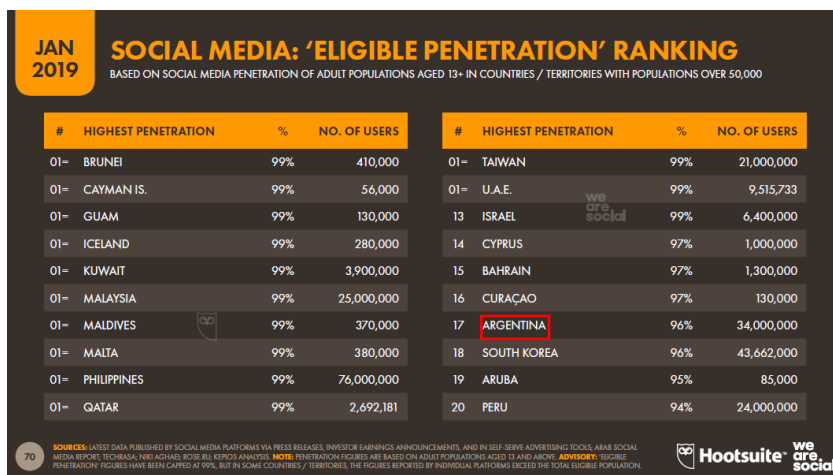 JAN
2019
SOCIAL MEDIA: ‘ELIGIBLE PENETRATION’ RANKING
BASED ON SOCIAL MEDIA PENETRATION OF ADULT POPULATIONS AGED 13+ IN COUNTRIES / TERRITORIES WITH POPULATIONS OVER 50,000
# HIGHEST PENETRATION % NO. OF USERS
01= BRUNEI 99% 410,000
01= CAYMAN IS. 99% 56,000
01= GUAM 99% 130,000
01= ICELAND 99% 280,000
01= KUWAIT 99% 3,900,000
01= MALAYSIA 99% 25,000,000
01= MALDIVES 99% 370,000
01= MALTA 99% 380,000
01= PHILIPPINES 99% 76,000,000
01= QATAR 99% 2,692,181
# HIGHEST PENETRATION % NO. OF USERS
01= TAIWAN 99% 21,000,000
01= U.A.E. 99% 9,515,733
13 ISRAEL 99% 6,400,000
14 CYPRUS 97% 1,000,000
15 BAHRAIN 97% 1,300,000
16 CURAÇAO 97% 130,000
17 ARGENTINA 96% 34,000,000
18 SOUTH KOREA 96% 43,662,000
19 ARUBA 95% 85,000
20 PERU 94% 24,000,000
we
are
social
70
SOURCES: LATEST DATA PUBLISHED BY SOCIAL MEDIA PLATFORMS VIA PRESS RELEASES, INVESTOR EARNINGS ANNOUNCEMENTS, AND IN SELF-SERVE ADVERTISING TOOLS; ARAB SOCIAL
MEDIA REPORT; TECHRASA; NIKI AGHAEI; ROSE.RU; KEPIOS ANALYSIS. NOTE: PENETRATION FIGURES ARE BASED ON ADULT POPULATIONS AGED 13 AND ABOVE. ADVISORY: ‘ELIGIBLE
PENETRATION’ FIGURES HAVE BEEN CAPPED AT 99%, BUT IN SOME COUNTRIES / TERRITORIES, THE FIGURES REPORTED BY INDIVIDUAL PLATFORMS EXCEED THE TOTAL ELIGIBLE POPULATION.
Hootsuite™
we
are
social